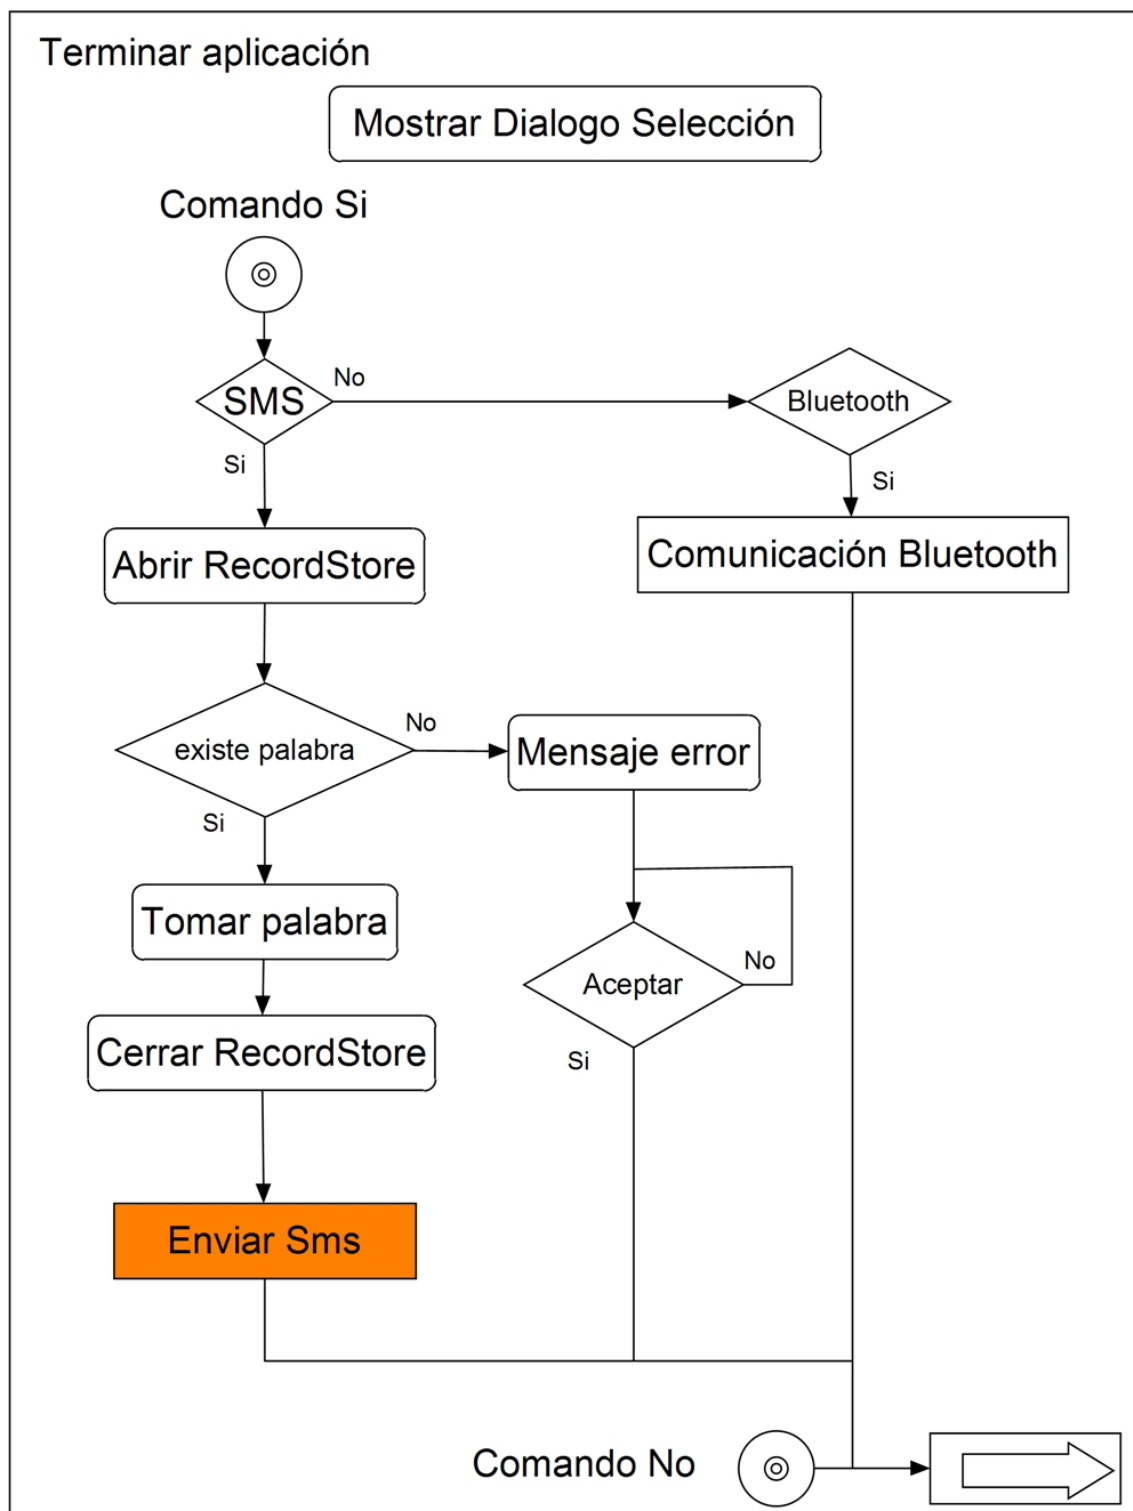 Terminar aplicación
Mostrar Dialogo Selección
Comando Si
SMS
No
Bluetooth
Si
Si
Abrir RecordStore
Comunicación Bluetooth
existe palabra
No
Mensaje error
Si
Tomar palabra
Aceptar
No
Cerrar RecordStore
Si
Enviar Sms
Comando No